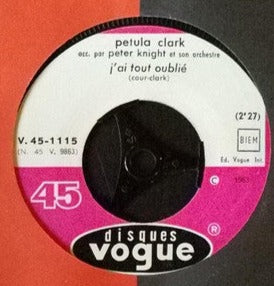 petula clark
acc. par peter knight et son orchestre
j'ai tout oublié
(cour-clark)
(2'27)
V. 45-1115
(N. 45 V. 9863)
BIEM
Ed. Vogue Int.
45
℗ 1963
disques
vogue ®